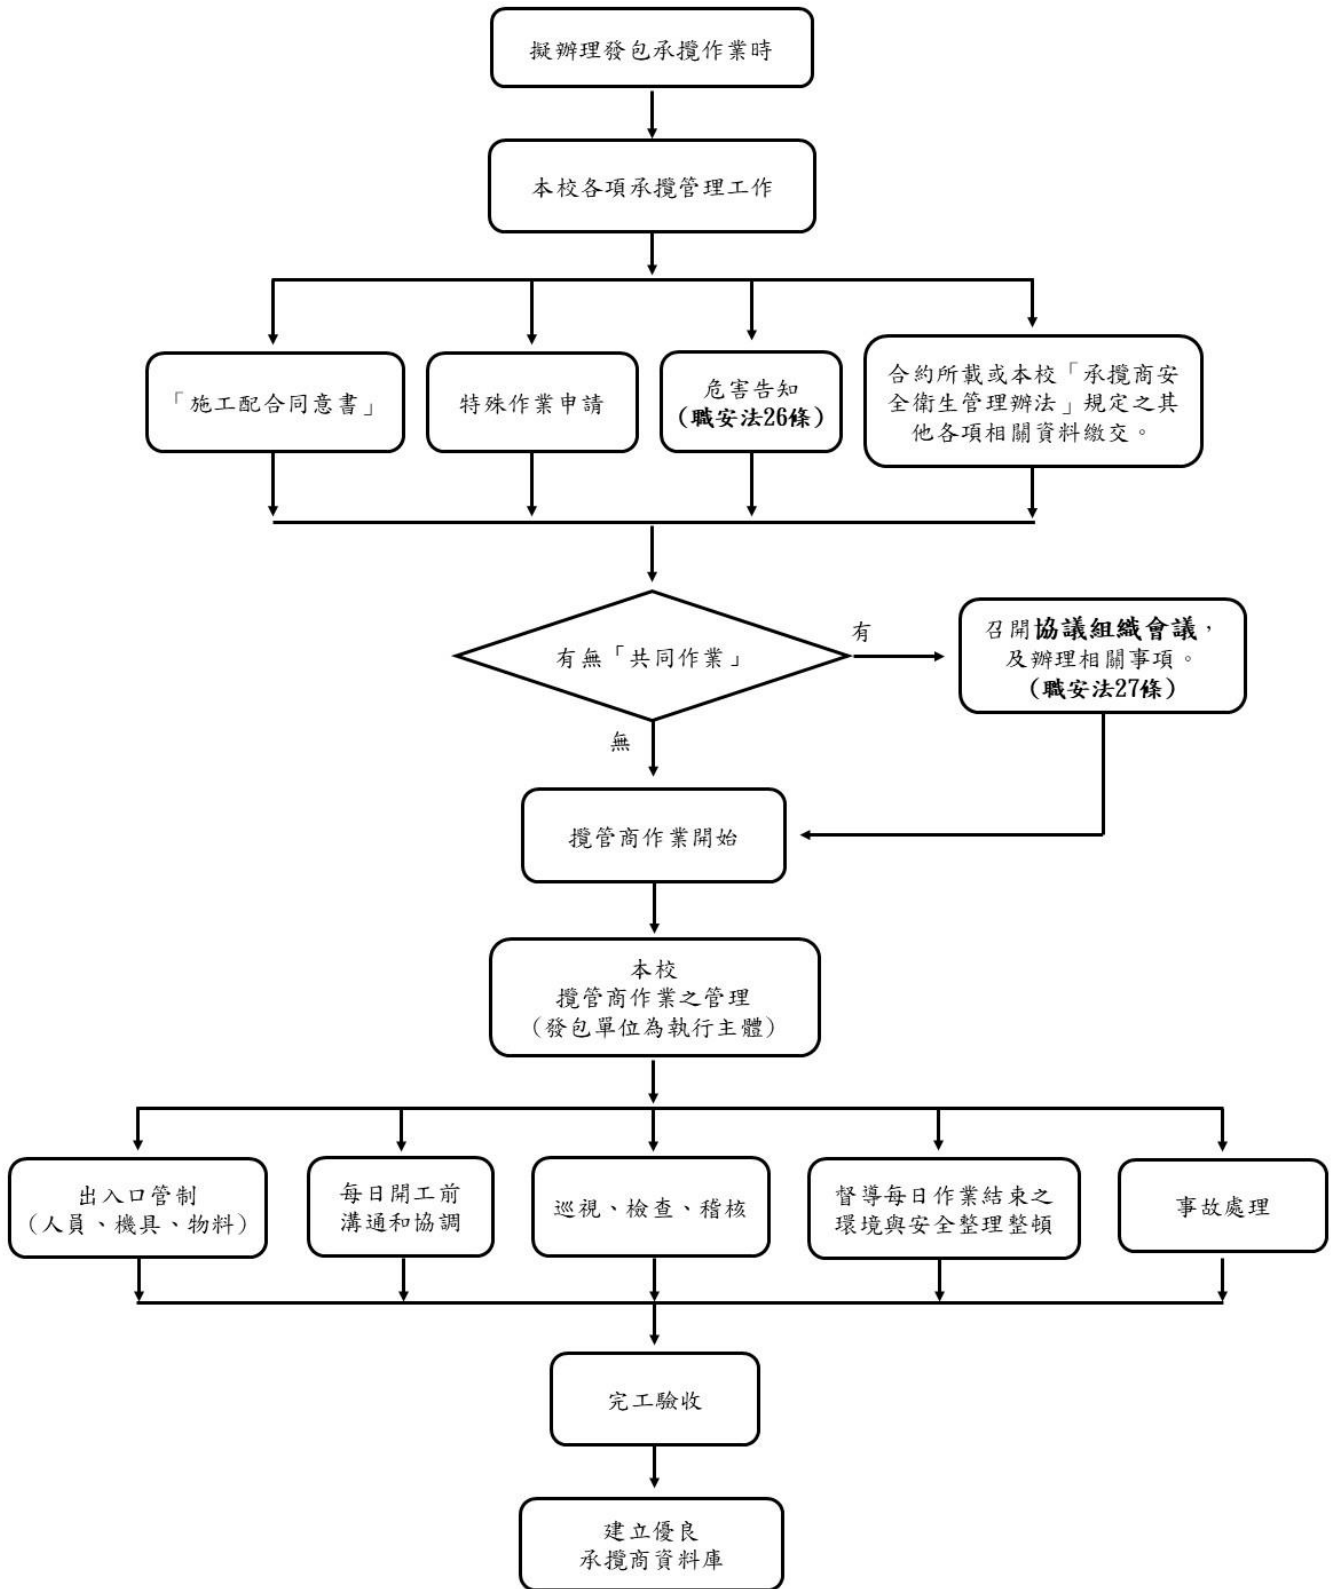 擬辦理發包承攬作業時
本校各項承攬管理工作
「施工配合同意書」
特殊作業申請
危害告知
(職安法26條)
合約所載或本校「承攬商安
全衛生管理辦法」規定之其
他各項相關資料繳交。
有無「共同作業」
有
召開協議組織會議，
及辦理相關事項。
(職安法27條)
無
攬管商作業開始
本校
攬管商作業之管理
(發包單位為執行主體)
出入口管制
(人員、機具、物料)
每日開工前
溝通和協調
巡視、檢查、稽核
督導每日作業結束之
環境與安全整理整頓
事故處理
完工驗收
建立優良
承攬商資料庫